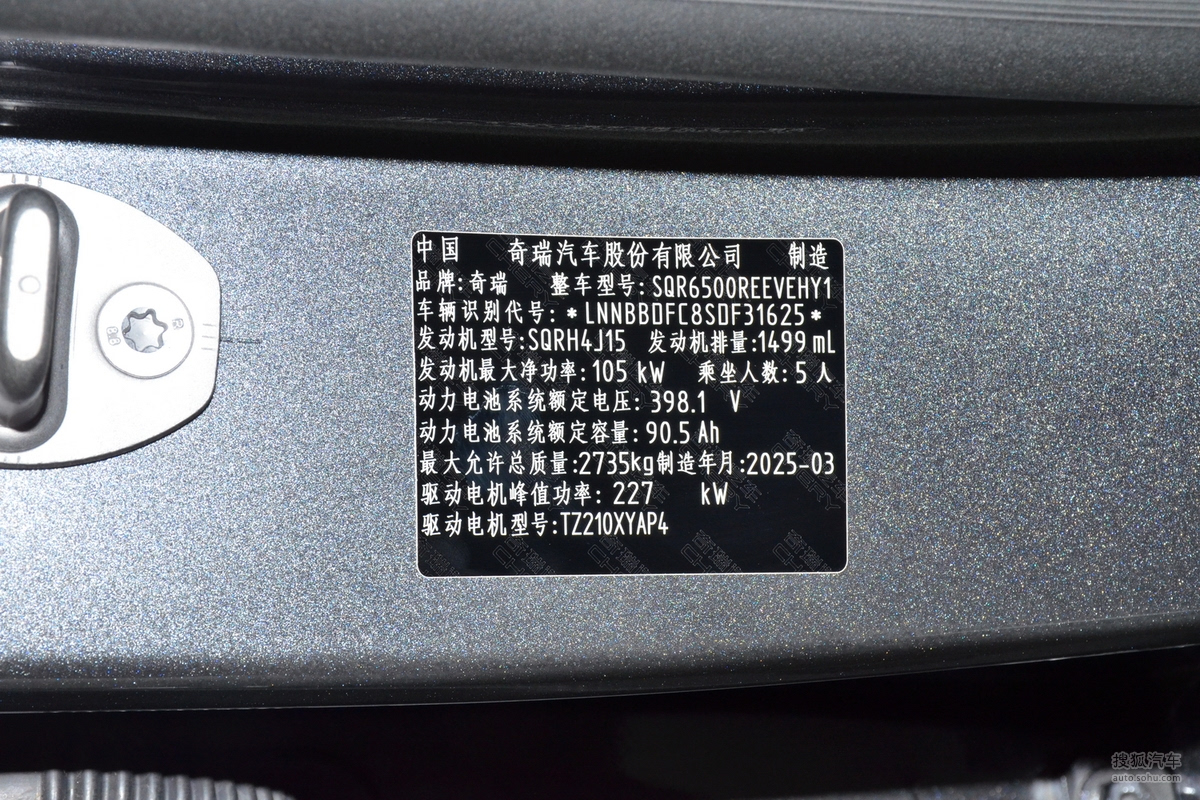 中国 奇瑞汽车股份有限公司 制造
品牌:奇瑞 整车型号:SQR6500REEVEHY1
车辆识别代号:*LNNBBDFC8SDF31625*
发动机型号:SQRH4J15 发动机排量:1499mL
发动机最大净功率:105 kW 乘坐人数:5人
动力电池系统额定电压:398.1 V
动力电池系统额定容量:90.5Ah
最大允许总质量:2735kg制造年月:2025-03
驱动电机峰值功率:227 kW
驱动电机型号:TZ210XYAP4
搜狐汽车
auto.sohu.com